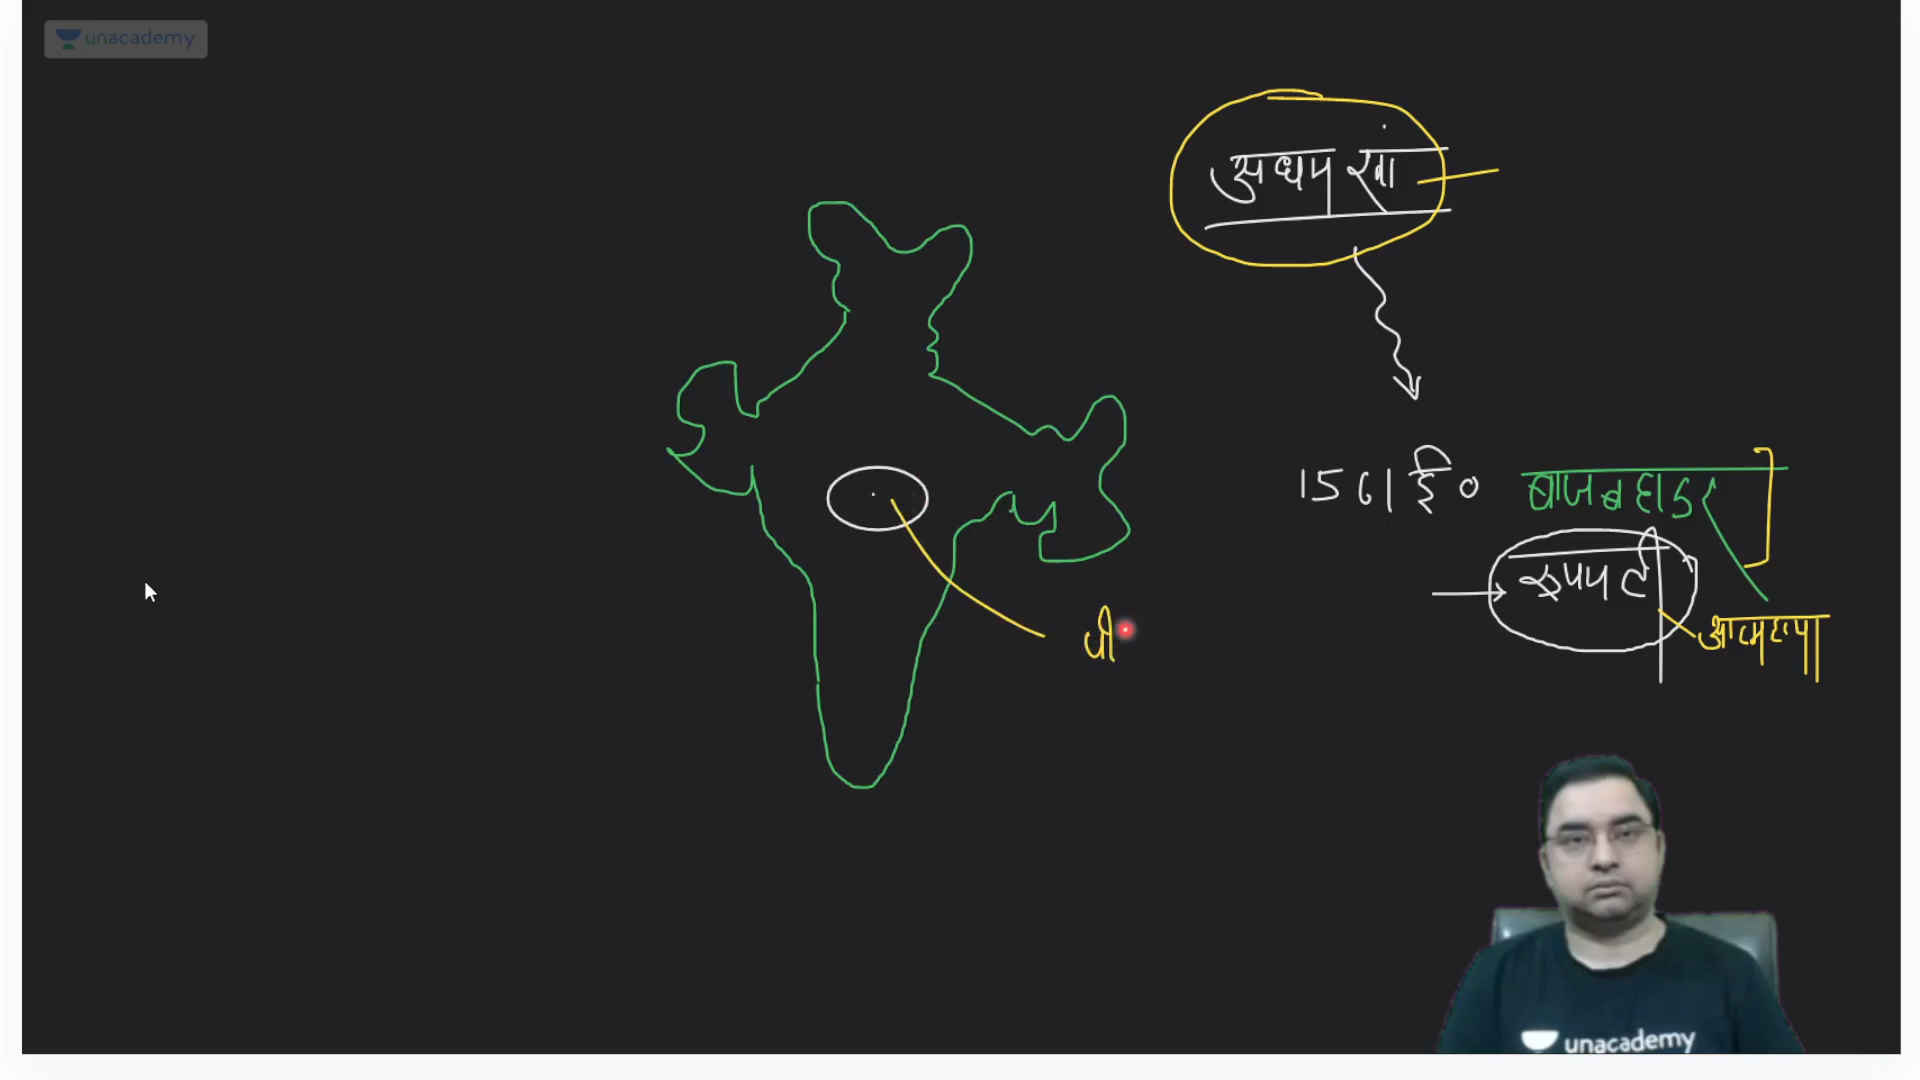 unacademy
अधम खां
1561 ई० बाजबहादुर
रूपमती
आत्महत्या
पी
unacademy